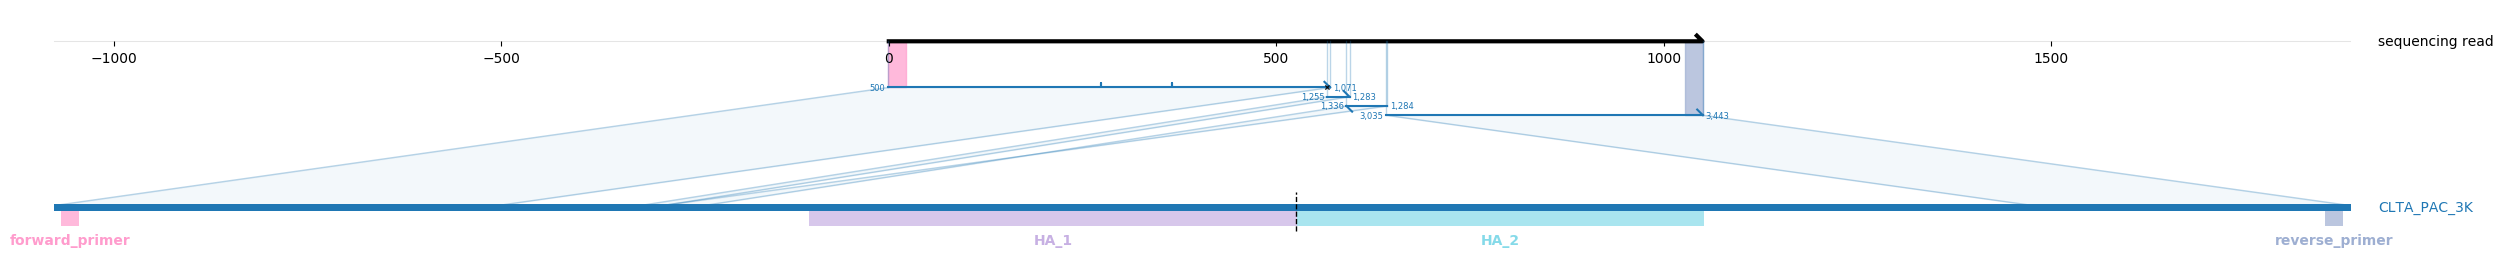 sequencing read
−1000 −500 0 500 1000 1500
500 1,071
1,255 1,283
1,336 1,284
3,035 3,443
CLTA_PAC_3K
forward_primer HA_1 HA_2 reverse_primer